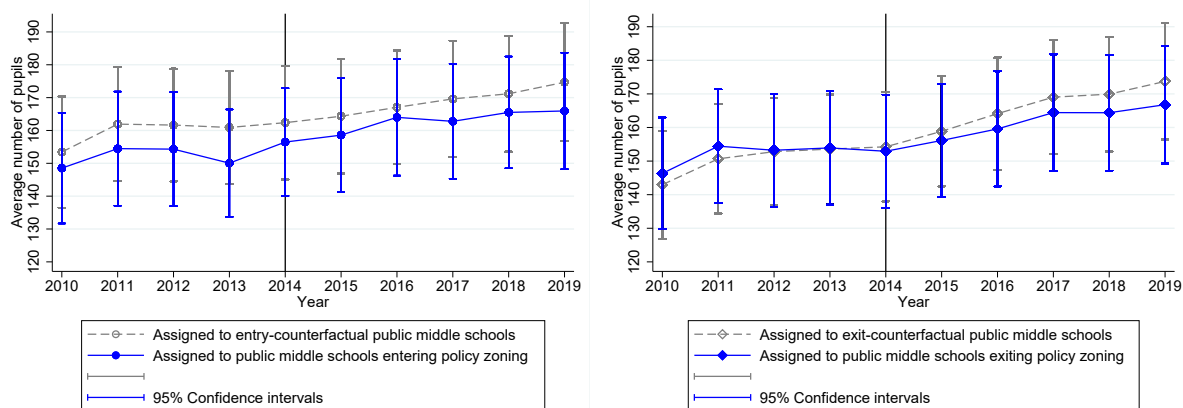 Average number of pupils
190
180
170
160
150
140
130
120
2010 2011 2012 2013 2014 2015 2016 2017 2018 2019
Year
Assigned to entry-counterfactual public middle schools
Assigned to public middle schools entering policy zoning
95% Confidence intervals
Average number of pupils
190
180
170
160
150
140
130
120
2010 2011 2012 2013 2014 2015 2016 2017 2018 2019
Year
Assigned to exit-counterfactual public middle schools
Assigned to public middle schools exiting policy zoning
95% Confidence intervals